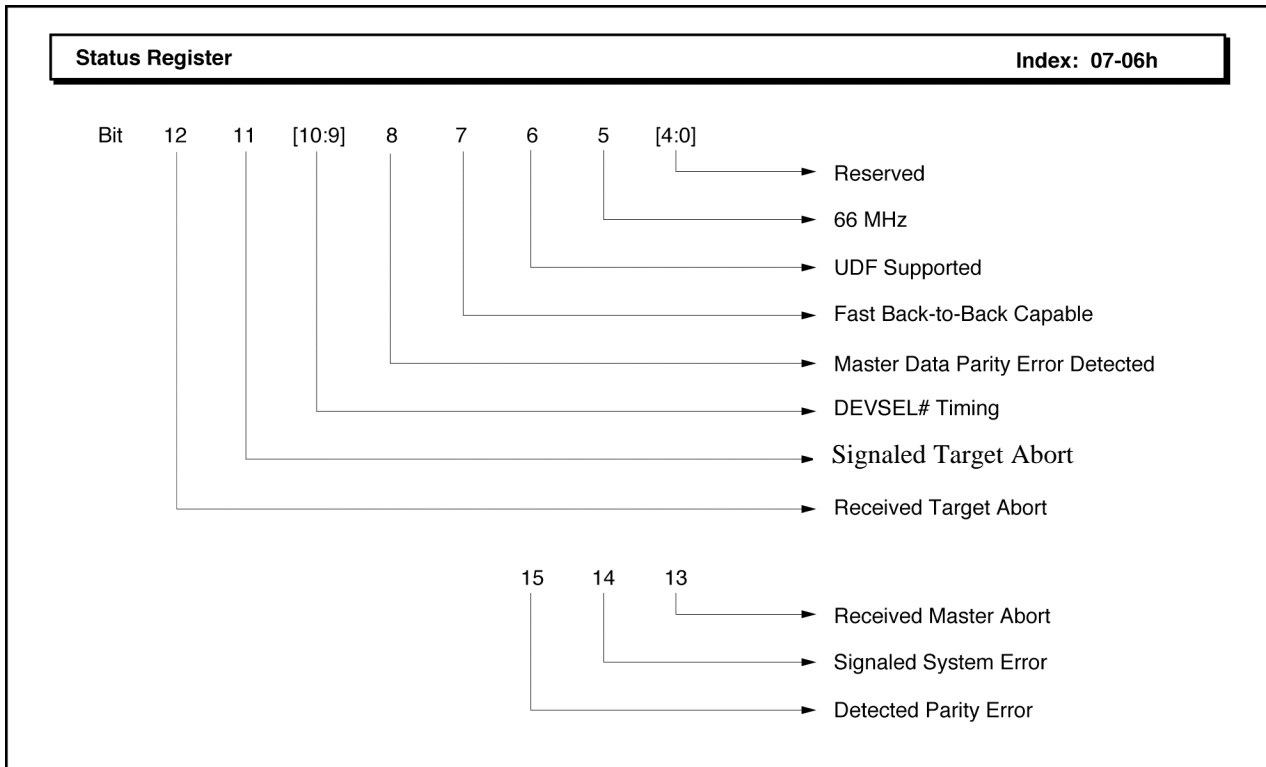 Status Register Index: 07-06h
Bit 12 11 [10:9] 8 7 6 5 [4:0]
Reserved
66 MHz
UDF Supported
Fast Back-to-Back Capable
Master Data Parity Error Detected
DEVSEL# Timing
Signaled Target Abort
Received Target Abort
15 14 13
Received Master Abort
Signaled System Error
Detected Parity Error